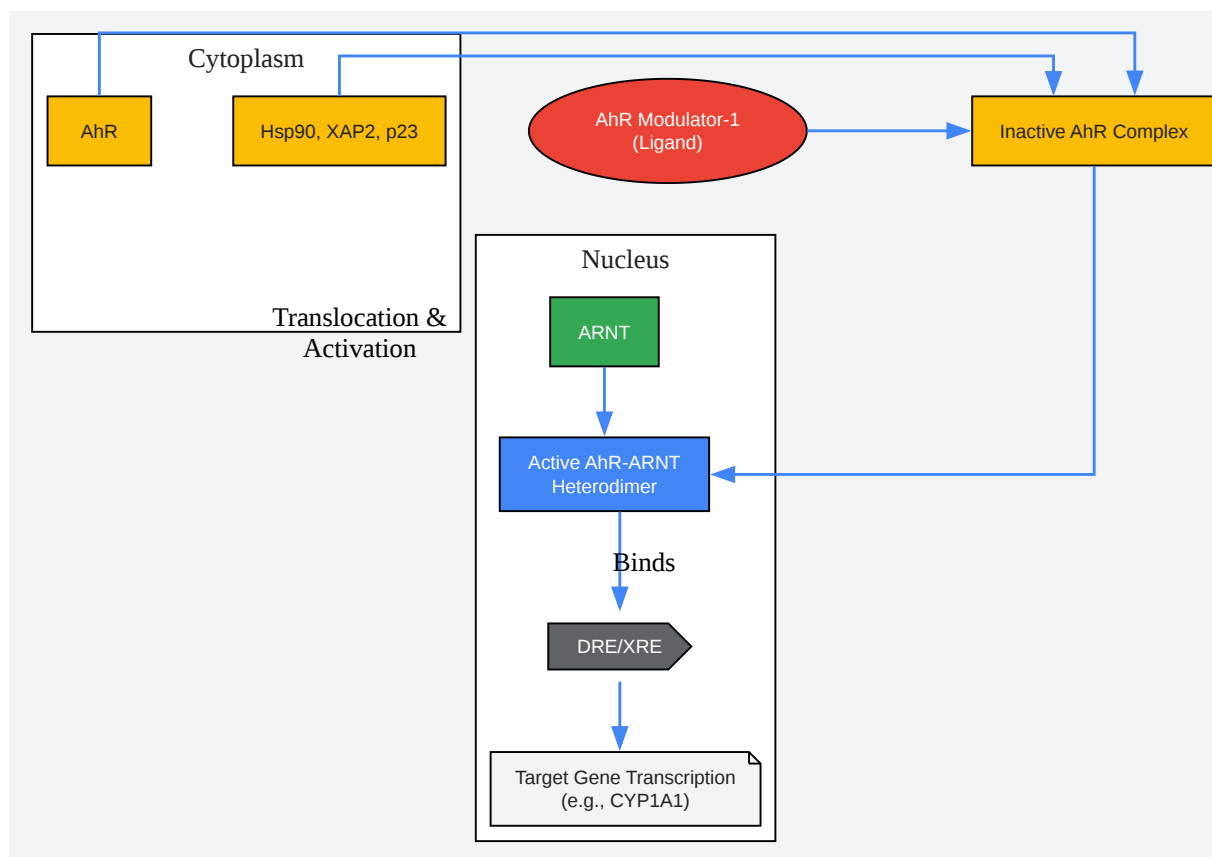 Cytoplasm
AhR
Hsp90, XAP2, p23
AhR Modulator-1
(Ligand)
Inactive AhR Complex
Translocation &
Activation
Nucleus
ARNT
Active AhR-ARNT
Heterodimer
Binds
DRE/XRE
Target Gene Transcription
(e.g., CYP1A1)